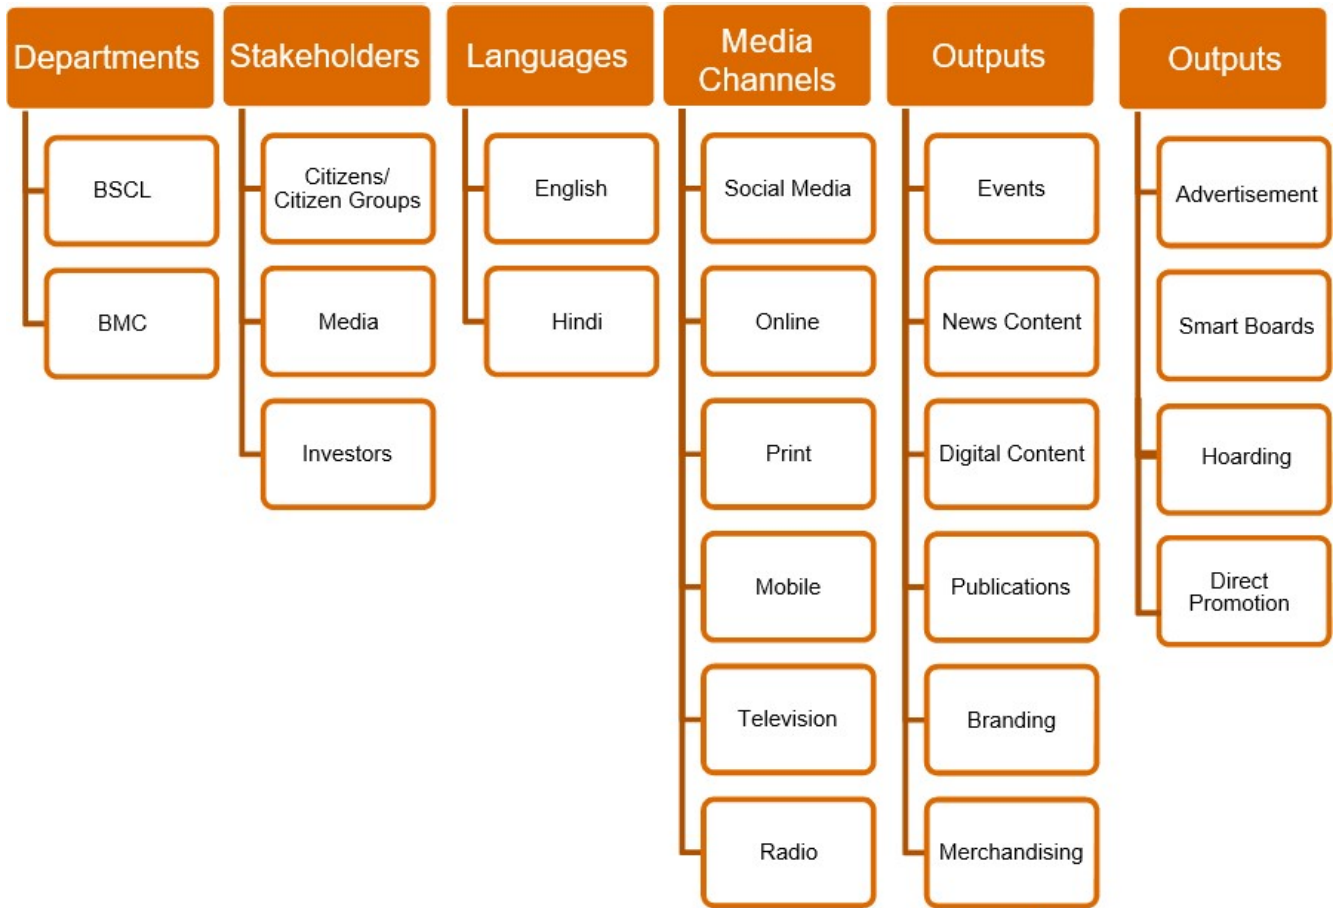 Departments
BSCL
BMC
Stakeholders
Citizens/
Citizen Groups
Media
Investors
Languages
English
Hindi
Media
Channels
Social Media
Online
Print
Mobile
Television
Radio
Outputs
Events
News Content
Digital Content
Publications
Branding
Merchandising
Outputs
Advertisement
Smart Boards
Hoarding
Direct
Promotion